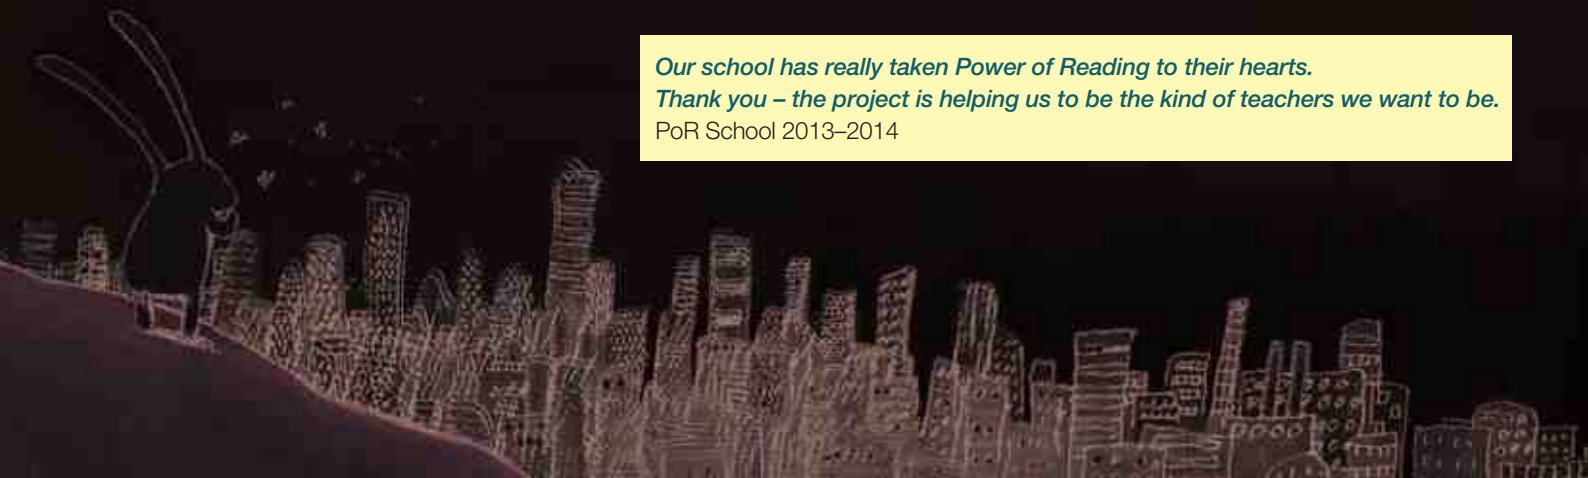 Our school has really taken Power of Reading to their hearts.
Thank you – the project is helping us to be the kind of teachers we want to be.
PoR School 2013–2014